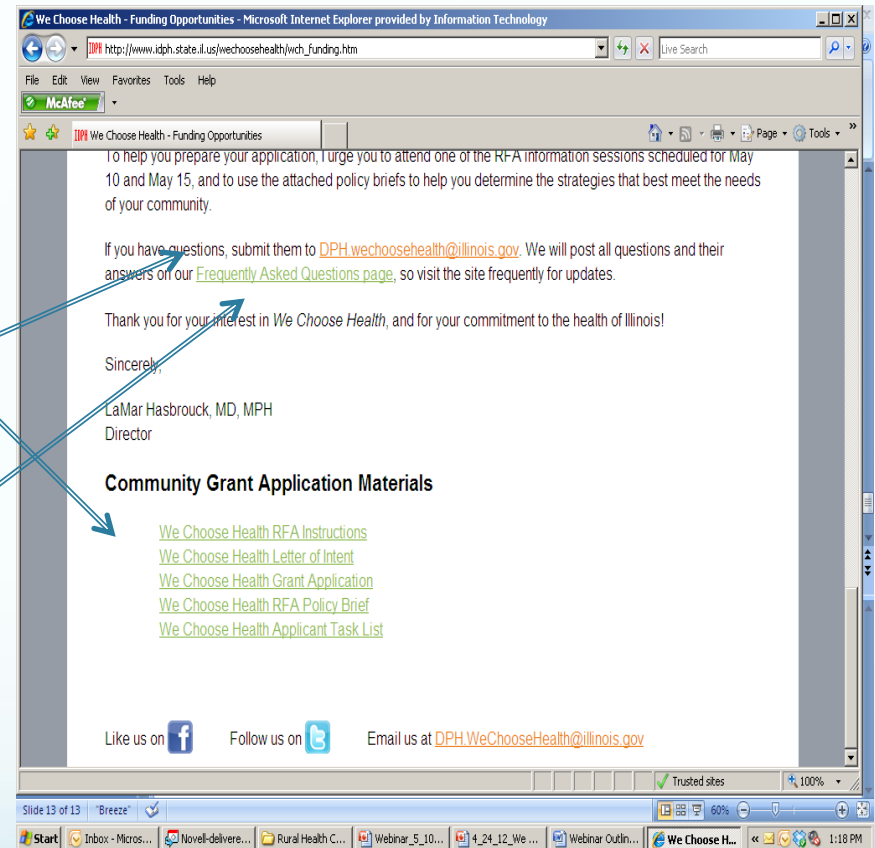 We Choose Health - Funding Opportunities - Microsoft Internet Explorer provided by Information Technology
http://www.idph.state.il.us/wechoosehealth/wch_funding.htm
Live Search
File Edit View Favorites Tools Help
McAfee
We Choose Health - Funding Opportunities
Page Tools
To help you prepare your application, I urge you to attend one of the RFA information sessions scheduled for May
10 and May 15, and to use the attached policy briefs to help you determine the strategies that best meet the needs
of your community.
If you have questions, submit them to DPH.wechoosehealth@illinois.gov. We will post all questions and their
answers on our Frequently Asked Questions page, so visit the site frequently for updates.
Thank you for your interest in We Choose Health, and for your commitment to the health of Illinois!
Sincerely,
LaMar Hasbrouck, MD, MPH
Director
Community Grant Application Materials
We Choose Health RFA Instructions
We Choose Health Letter of Intent
We Choose Health Grant Application
We Choose Health RFA Policy Brief
We Choose Health Applicant Task List
Like us on Follow us on Email us at DPH.WeChooseHealth@illinois.gov
Trusted sites 100%
Slide 13 of 13 "Breeze" 60%
Start Inbox - Micros... Novell-delivere... Rural Health C... Webinar_5_10... 4_24_12_We ... Webinar Outlin... We Choose H... 1:18 PM